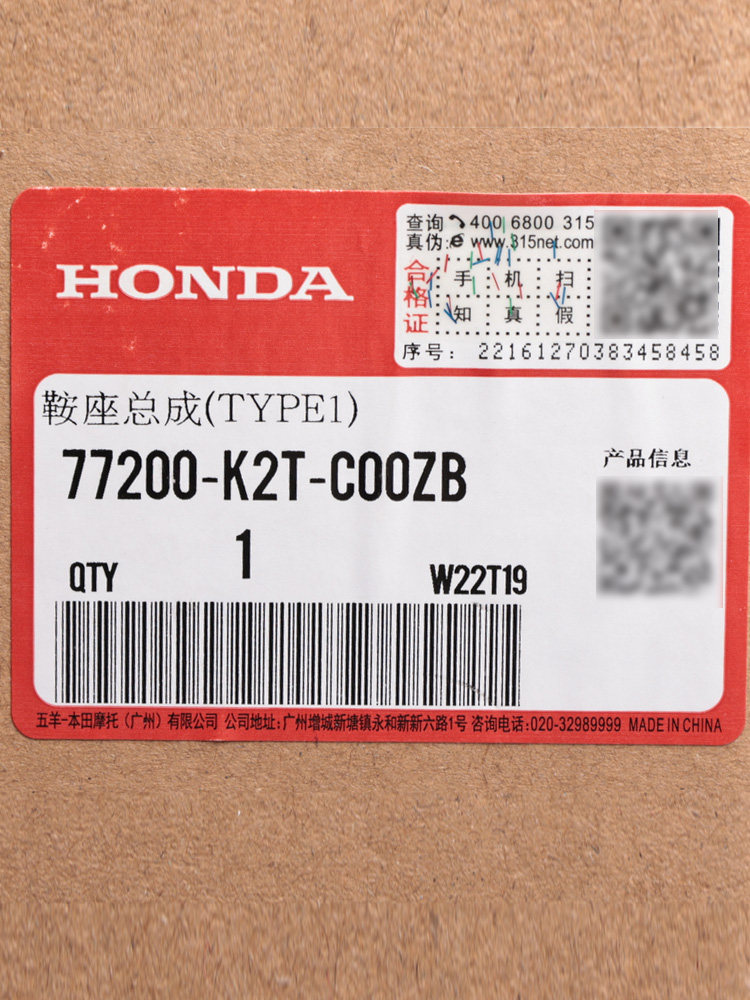 查询 400 6800 315
真伪: www.315net.com
HONDA
合格证
手 机 扫
知 真 假
序号: 22161270383458458
鞍座总成(TYPE1)
77200-K2T-C00ZB
产品信息
1
QTY
W22T19
五羊-本田摩托(广州)有限公司 公司地址:广州增城新塘镇永和新新六路1号 咨询电话:020-32989999 MADE IN CHINA